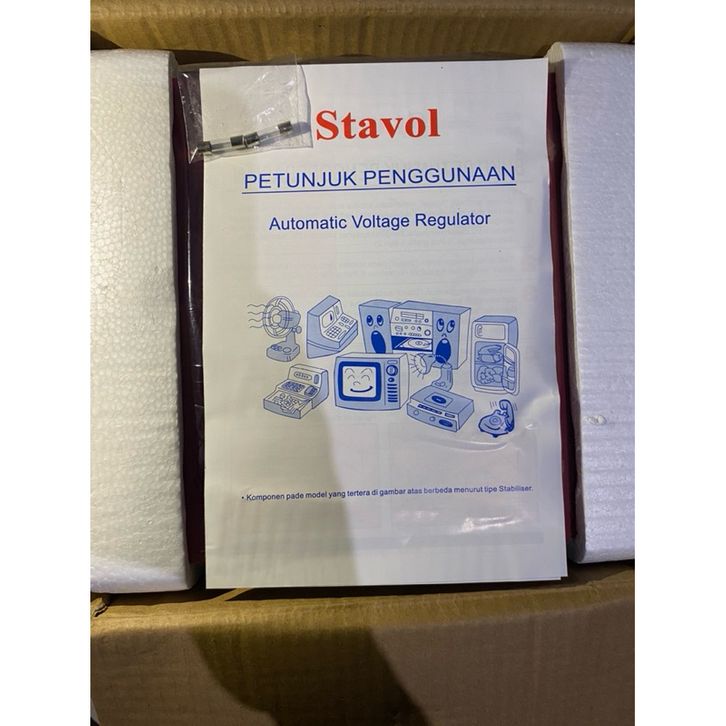 Stavol
PETUNJUK PENGGUNAAN
Automatic Voltage Regulator
• Komponen pade model yang tertera di gambar atas berbeda menurut tipe Stabiliser.